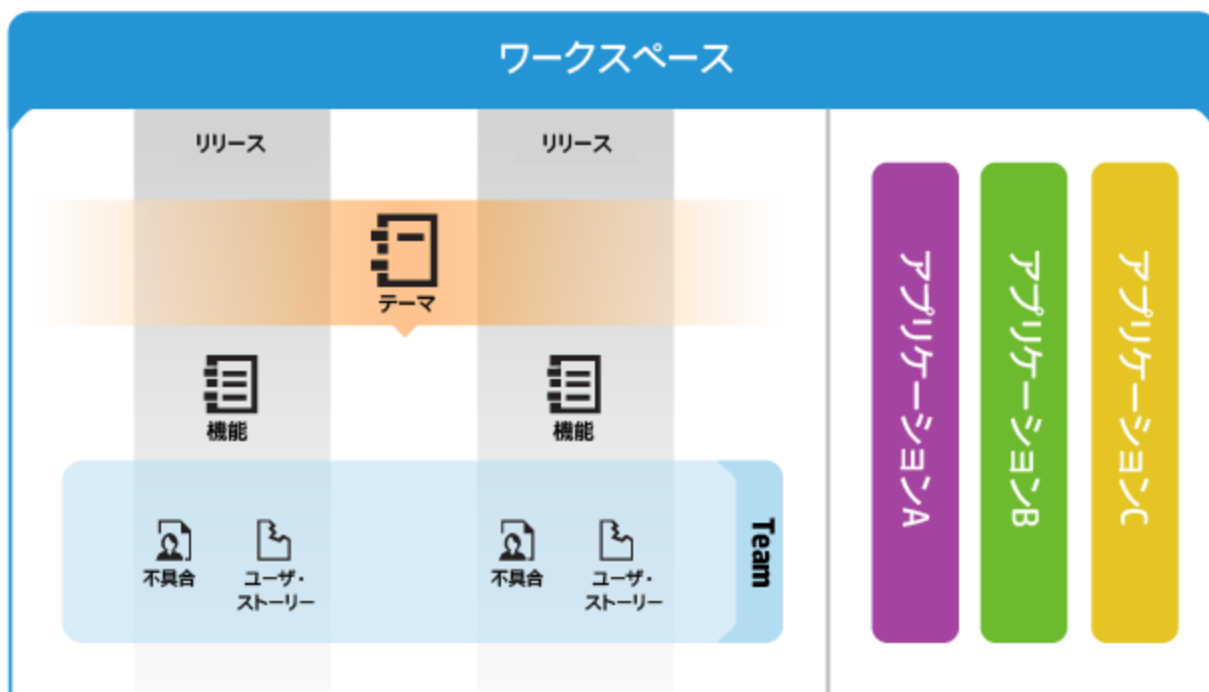 ワークスペース
リリース
リリース
テーマ
機能
機能
不具合
ユーザ・
ストーリー
不具合
ユーザ・
ストーリー
Team
アプリケーションA
アプリケーションB
アプリケーションC